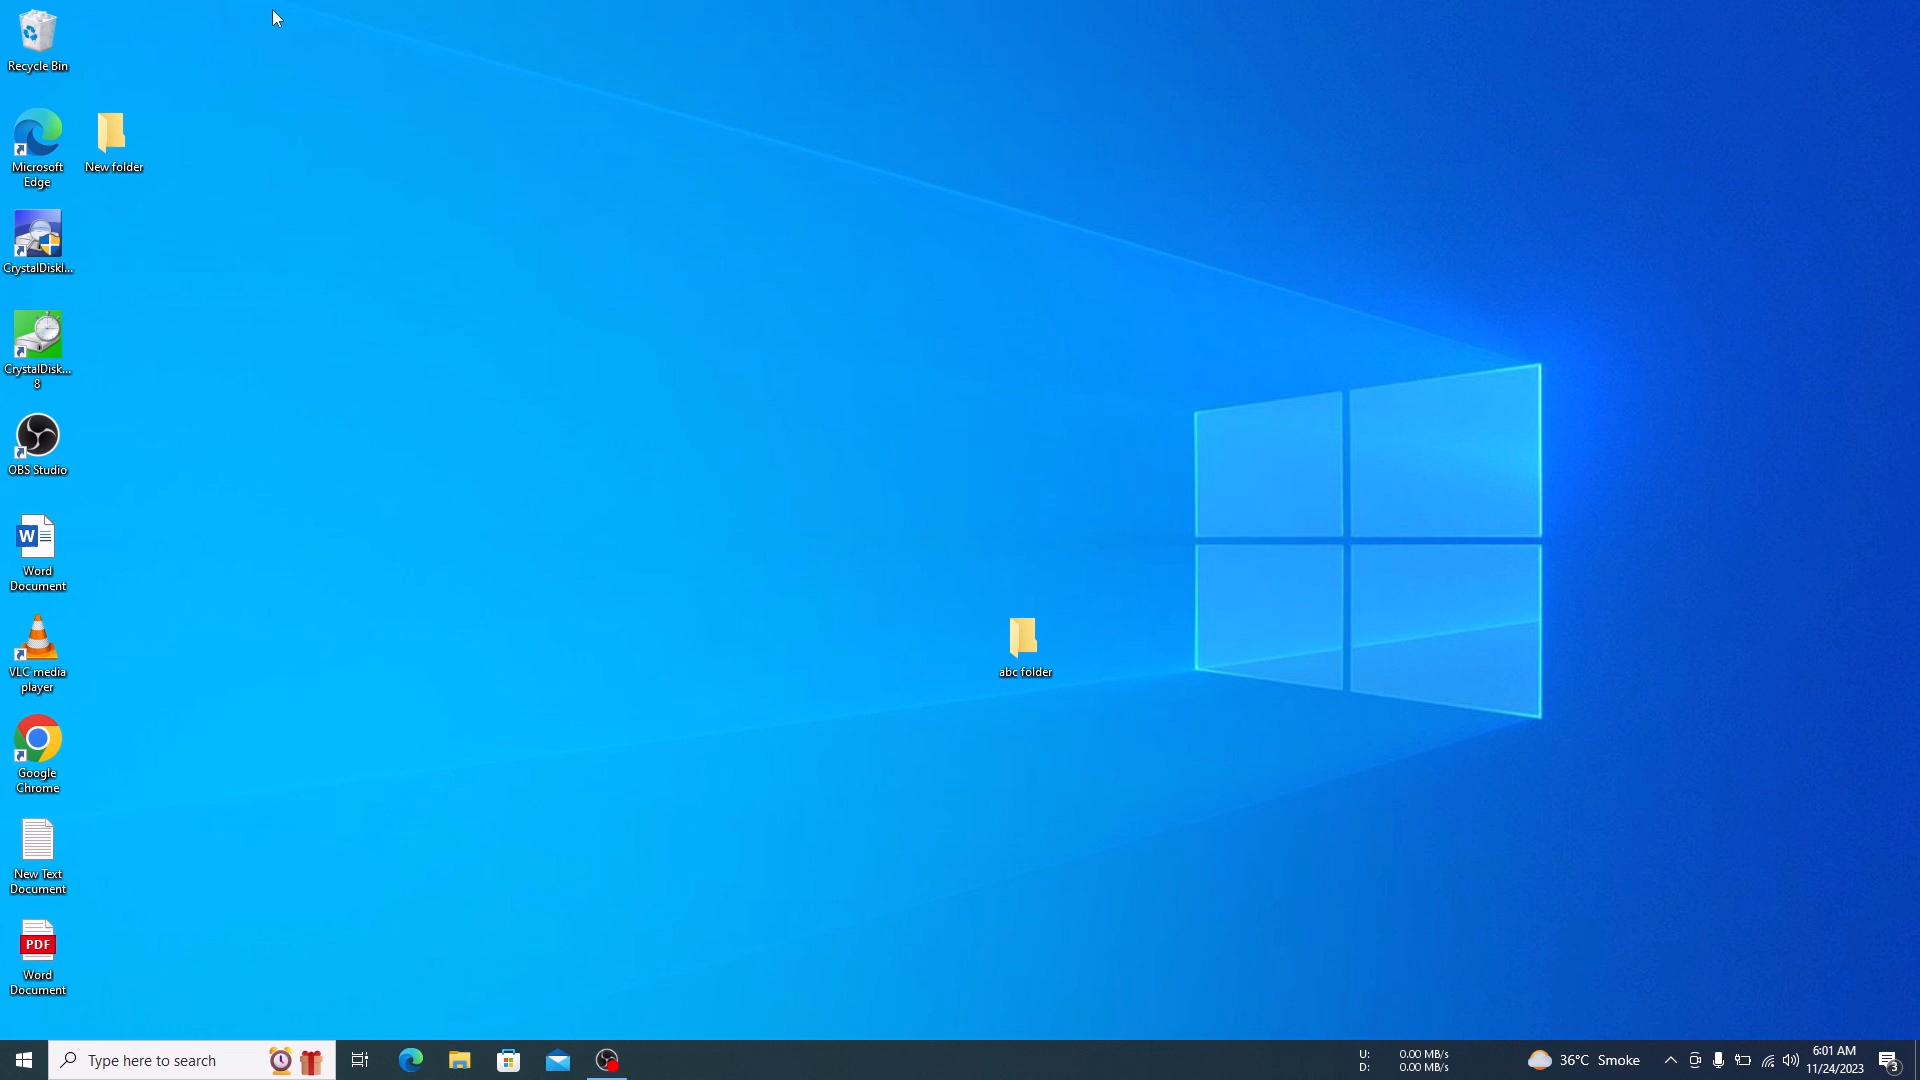 Recycle Bin
Microsoft
Edge
New folder
CrystalDiskI...
CrystalDisk...
8
OBS Studio
W
Word
Document
VLC media
player
abc folder
Google
Chrome
New Text
Document
PDF
Word
Document
Type here to search
U: 0.00 MB/s
D: 0.00 MB/s
36°C Smoke
6:01 AM
11/24/2023
3